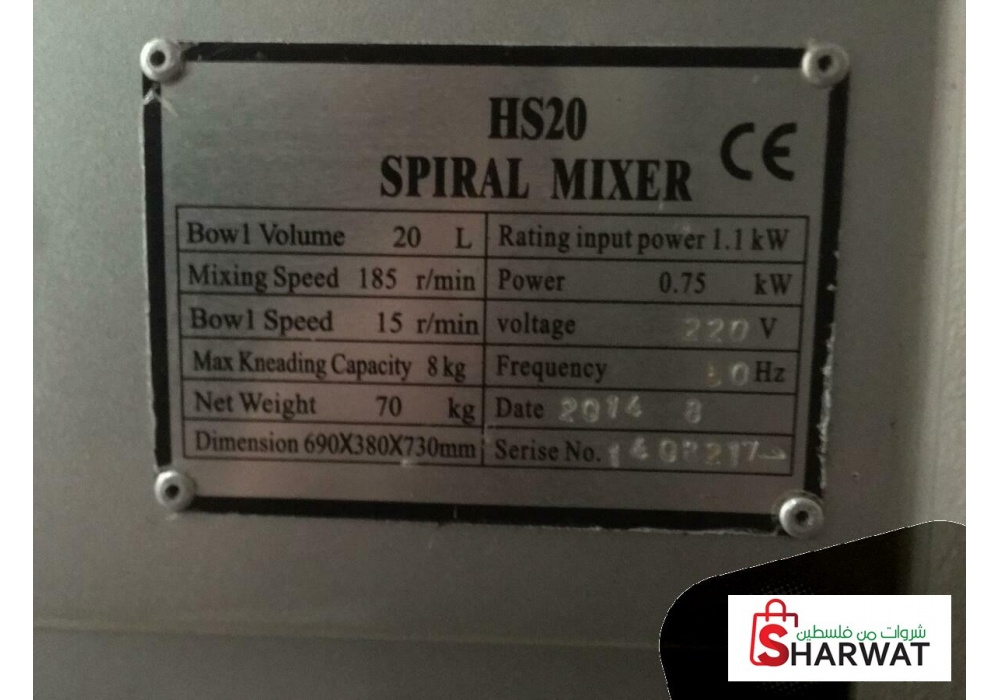 HS20
SPIRAL MIXER CE
Bowl Volume 20 L
Rating input power 1.1 kW
Mixing Speed 185 r/min
Power 0.75 kW
Bowl Speed 15 r/min
voltage 220 V
Max Kneading Capacity 8 kg
Frequency Hz
Net Weight 70 kg
Date 2014 8
Dimension 690X380X730mm
Serise No.
شروات من فلسطين
SHARWAT